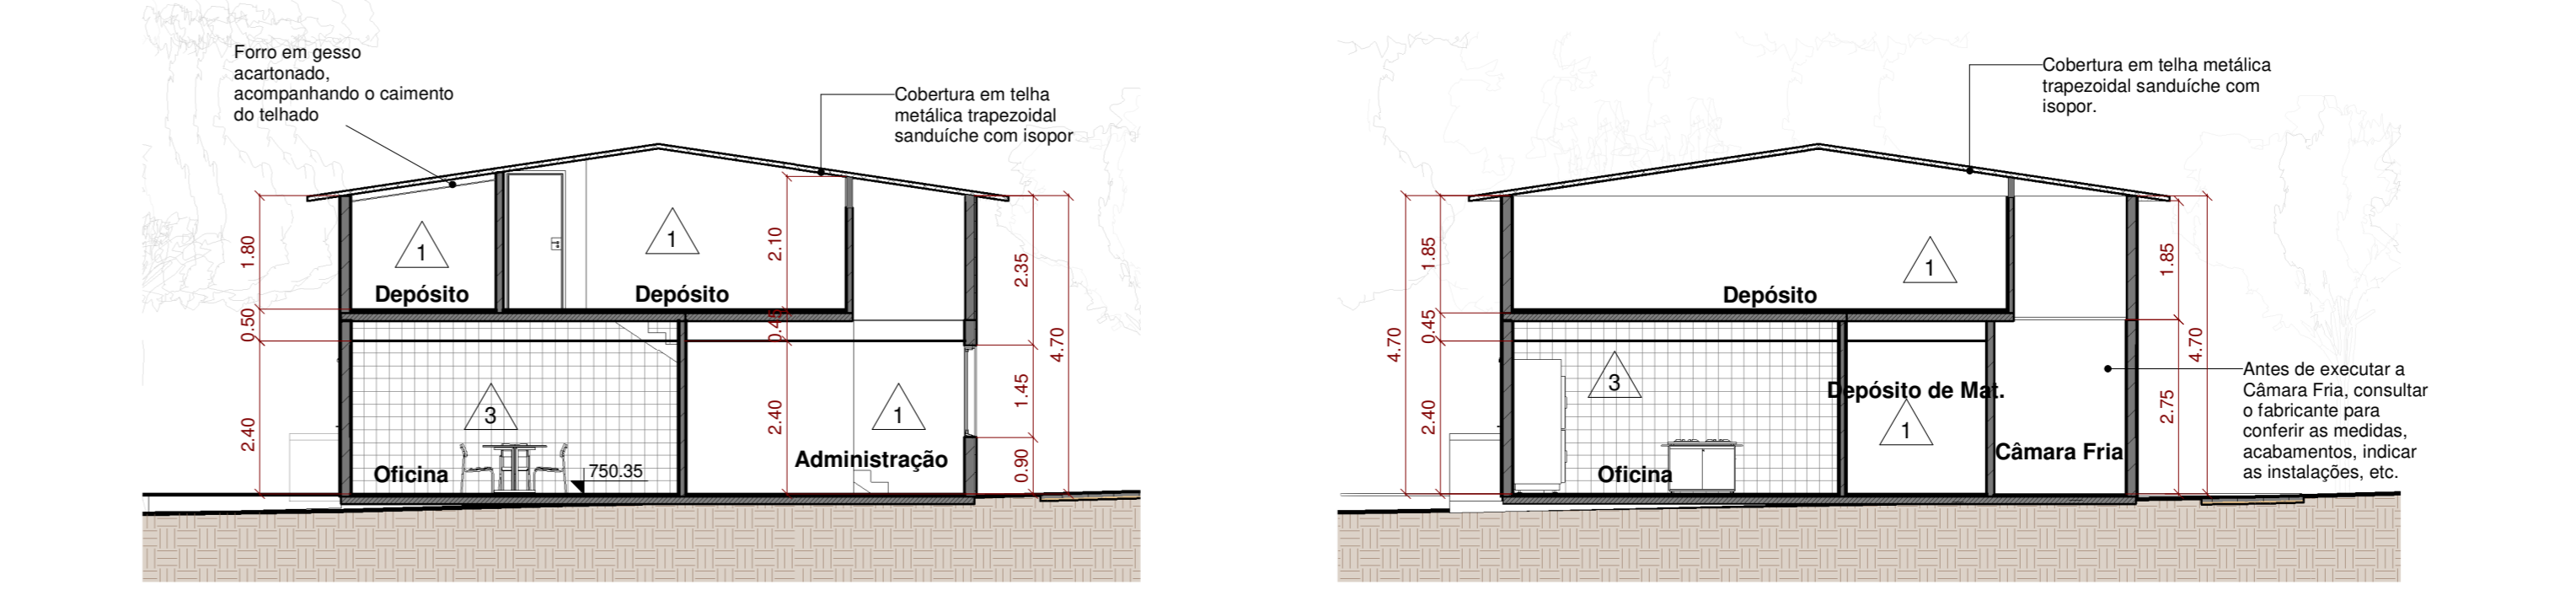 Forro em gesso
acartonado,
acompanhando o caimento
do telhado
Cobertura em telha
metálica trapezoidal
sanduíche com isopor
1.80
0.50
2.40
1
Depósito
1
Depósito
2.10
0.45
2.40
2.35
1.45
0.90
4.70
3
Oficina
750.35
1
Administração
Cobertura em telha metálica
trapezoidal sanduíche com
isopor.
4.70
1.85
0.45
2.40
1
Depósito
3
Oficina
Depósito de Mat.
1
Câmara Fria
1.85
2.75
4.70
Antes de executar a
Câmara Fria, consultar
o fabricante para
conferir as medidas,
acabamentos, indicar
as instalações, etc.